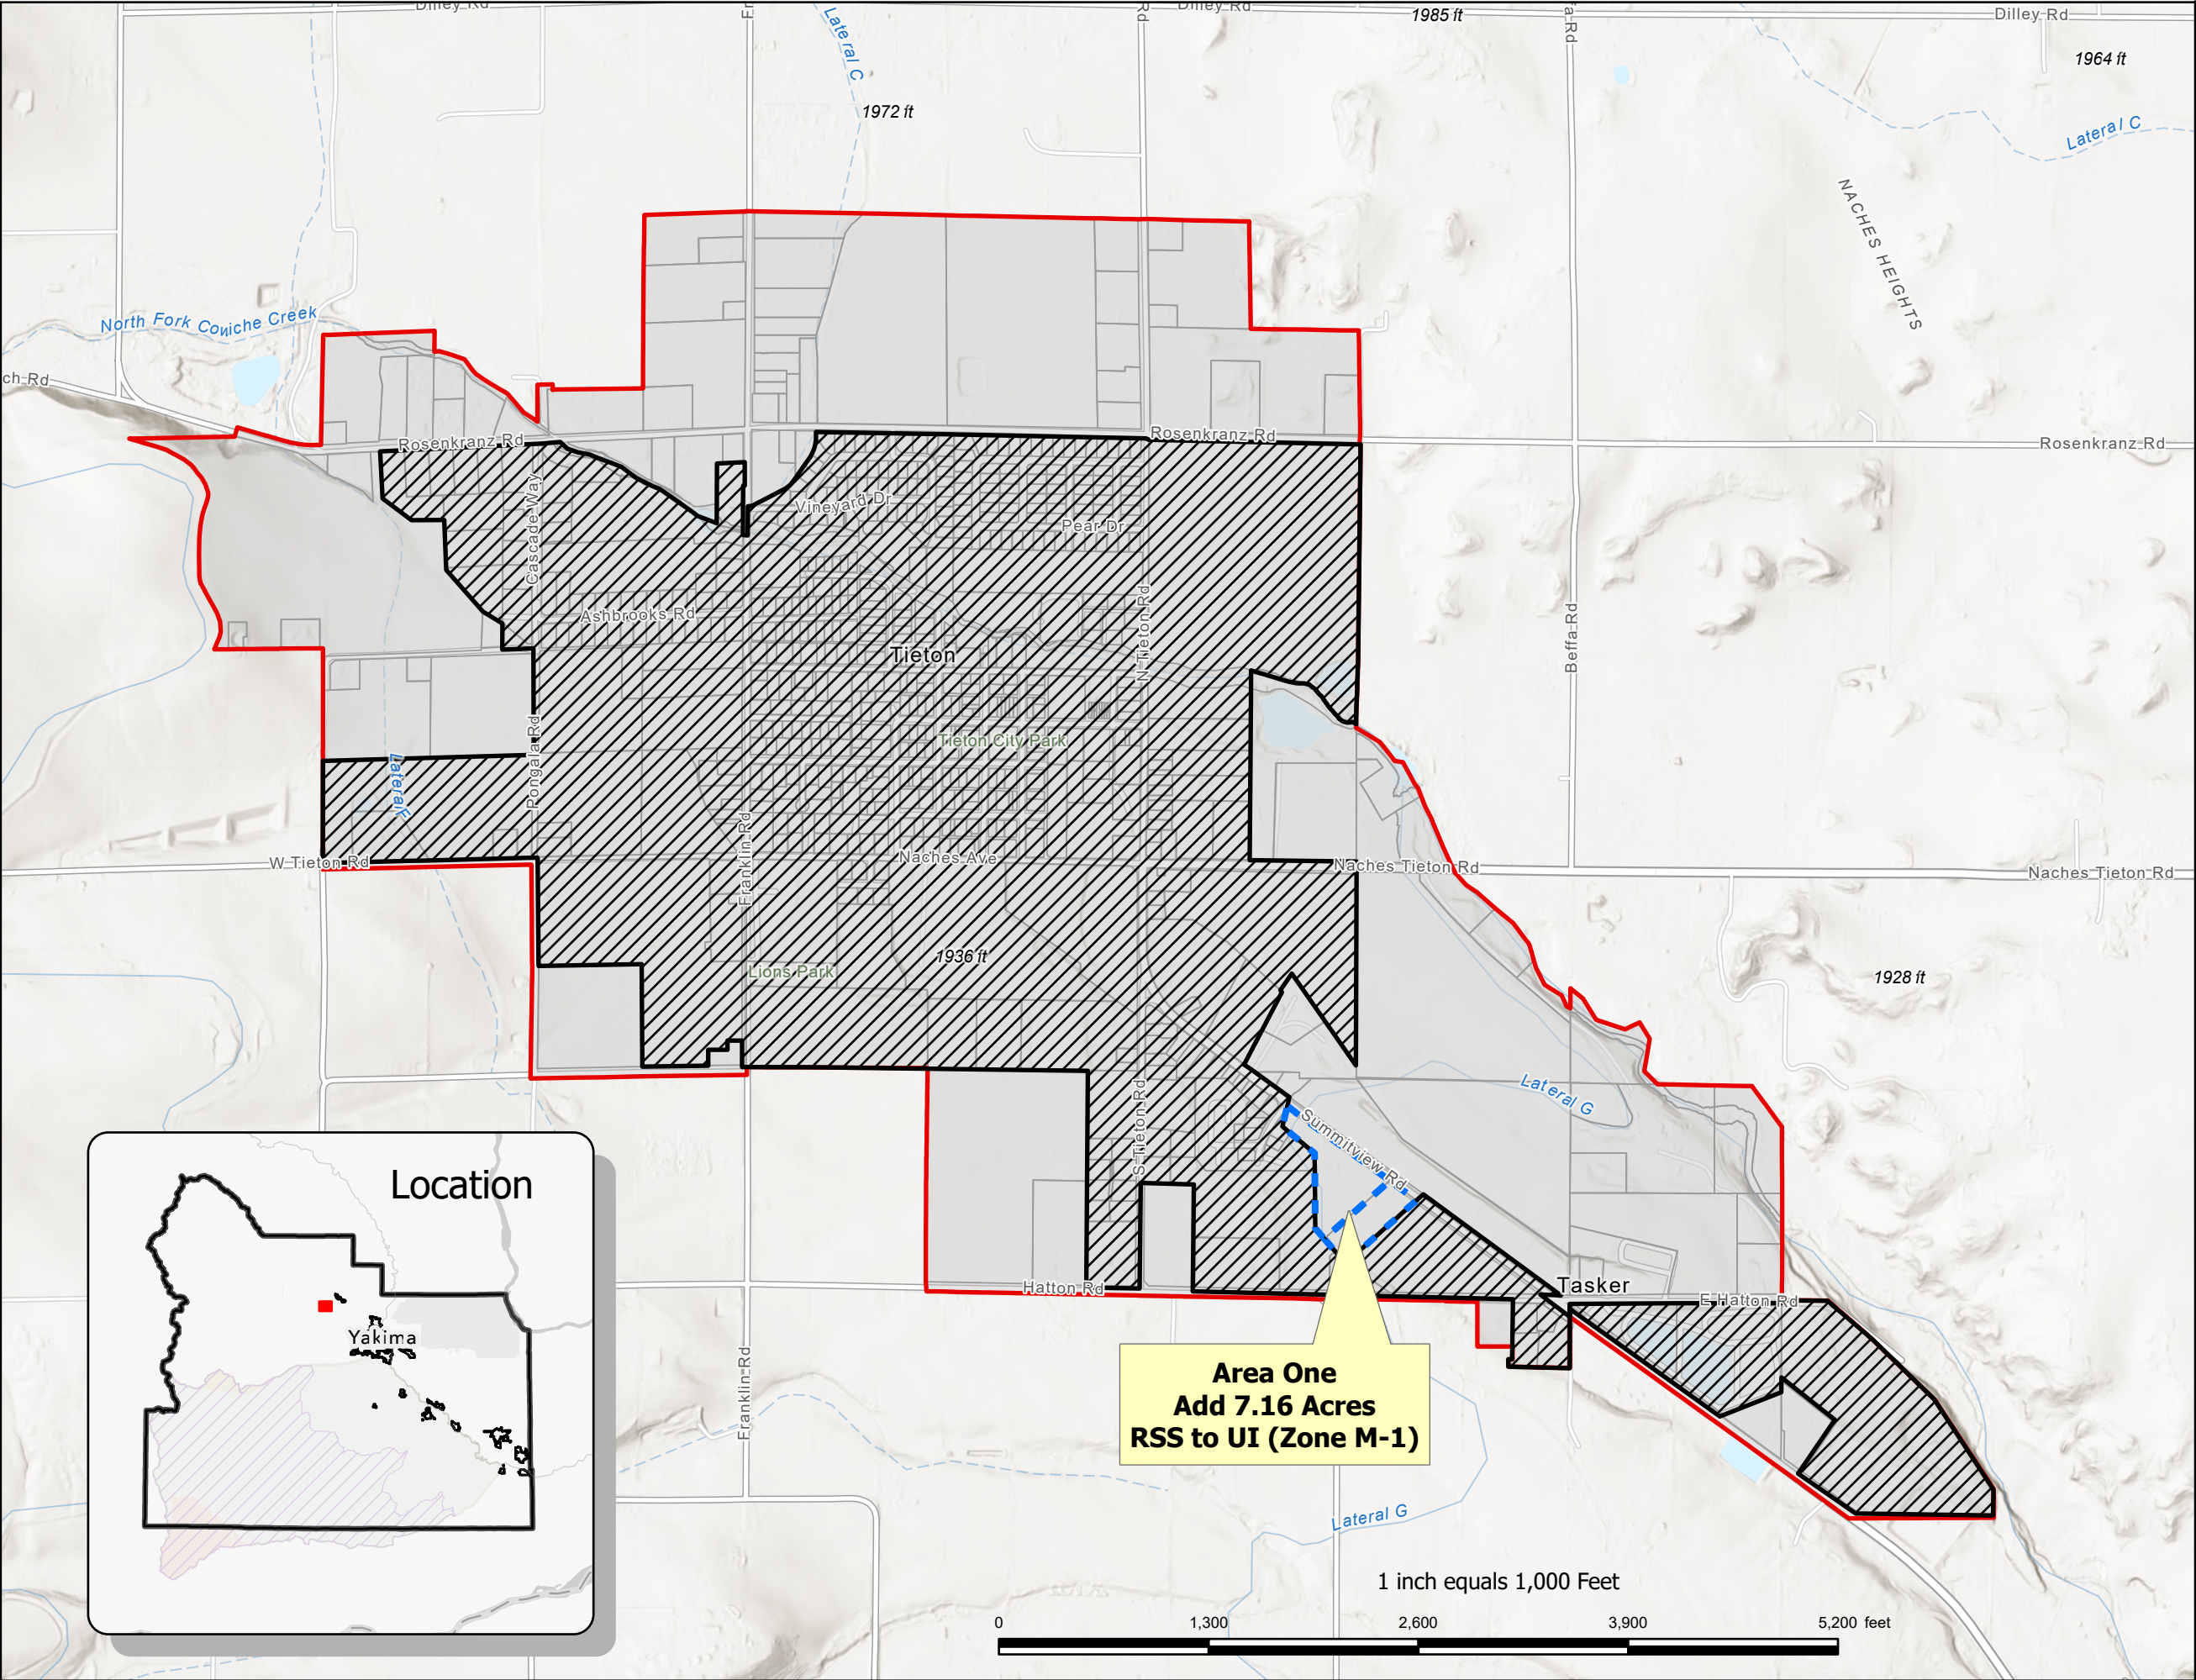 Dilley Rd
Dilley Rd
1985 ft
Dilley Rd
Lateral C
1964 ft
1972 ft
Lateral C
NACHES HEIGHTS
North Fork Cowiche Creek
ch Rd
Rosenkranz Rd
Rosenkranz Rd
Rosenkranz Rd
Cascade Way
Vineyard Dr
Pear Dr
Ashbrooks Rd
N Tieton Rd
Beffa Rd
Tieton
Tieton City Park
Pongala Rd
Lateral F
W Tieton Rd
Franklin Rd
Naches Ave
Naches Tieton Rd
Naches Tieton Rd
1936 ft
Lions Park
1928 ft
Lateral G
S Tieton Rd
Summitview Rd
Hatton Rd
Tasker
E Hatton Rd
Franklin Rd
Location
Yakima
Area One
Add 7.16 Acres
RSS to UI (Zone M-1)
Lateral G
1 inch equals 1,000 Feet
0 1,300 2,600 3,900 5,200 feet